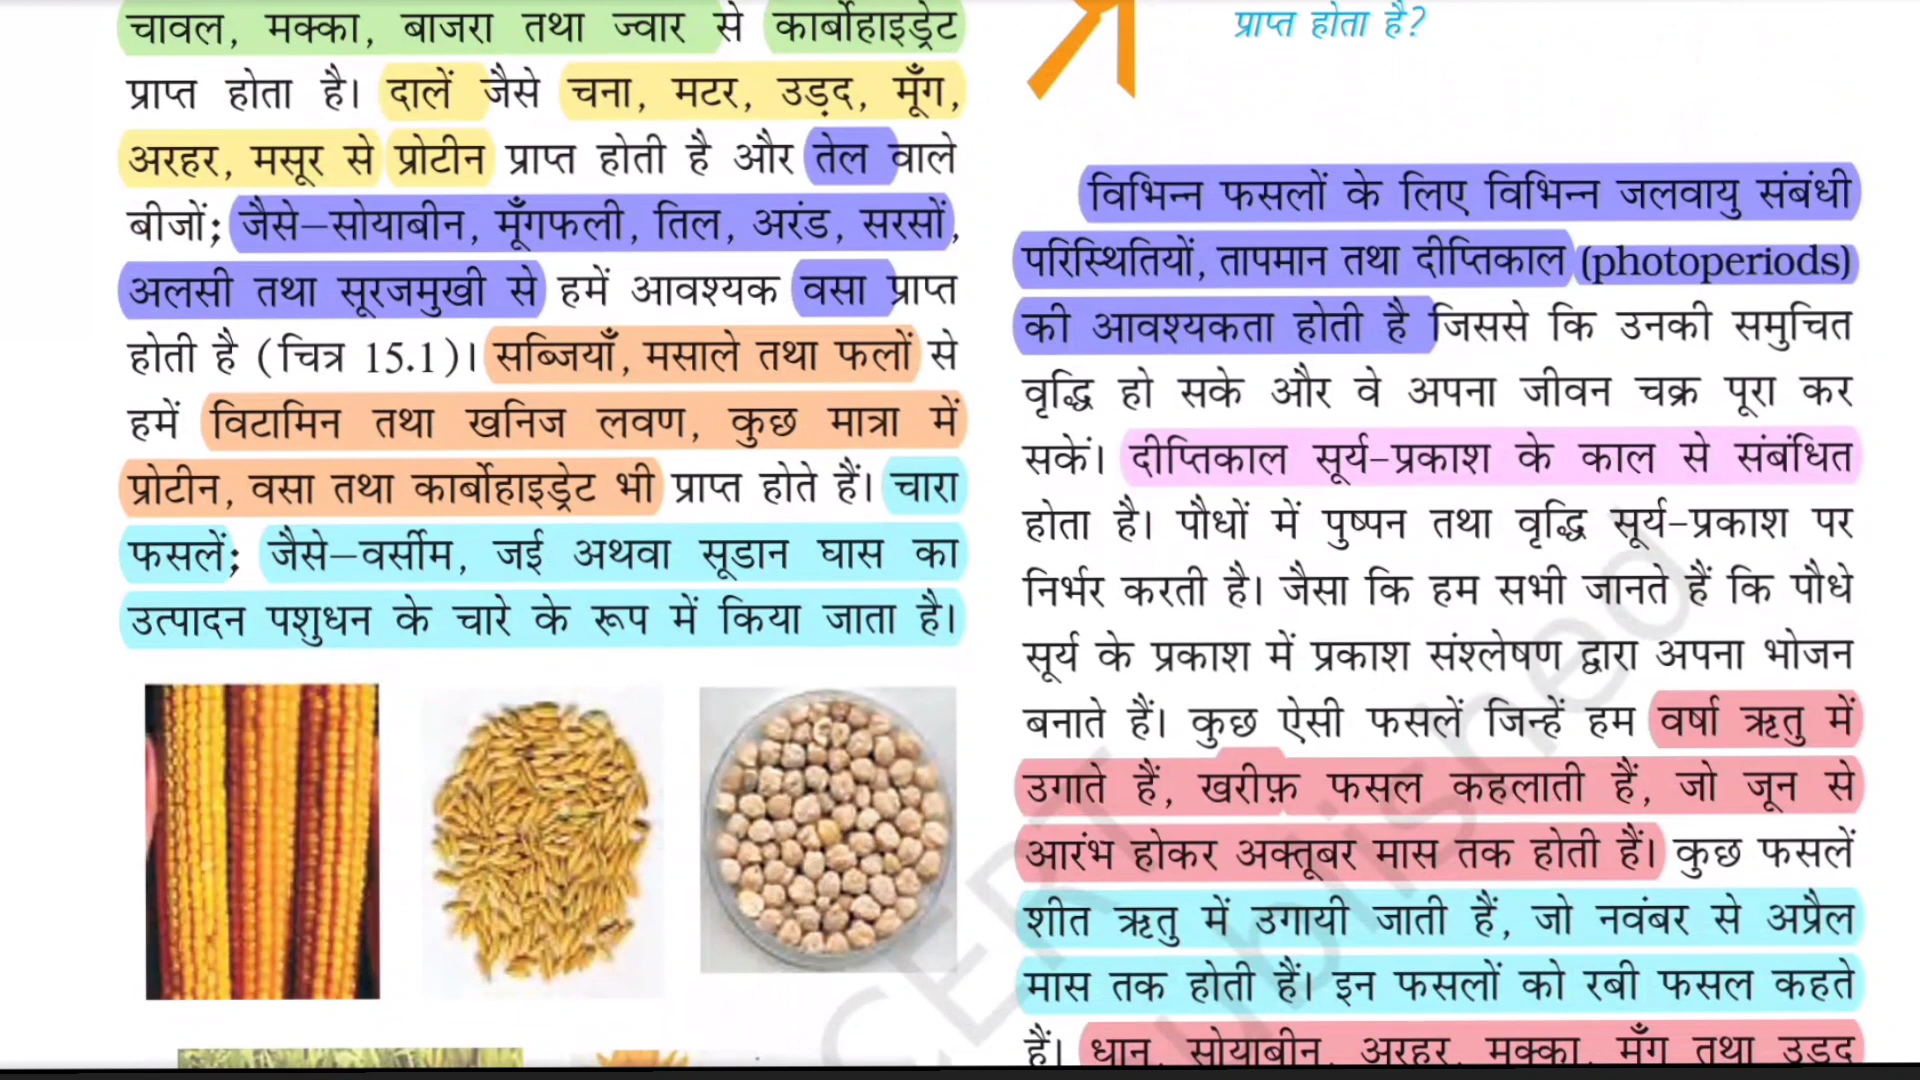 चावल, मक्का, बाजरा तथा ज्वार से कार्बोहाइड्रेट
प्राप्त होता है। दालें जैसे चना, मटर, उड़द, मूँग,
अरहर, मसूर से प्रोटीन प्राप्त होती है और तेल वाले
बीजों; जैसे–सोयाबीन, मूँगफली, तिल, अरंड, सरसों,
अलसी तथा सूरजमुखी से हमें आवश्यक वसा प्राप्त
होती है (चित्र 15.1)। सब्जियाँ, मसाले तथा फलों से
हमें विटामिन तथा खनिज लवण, कुछ मात्रा में
प्रोटीन, वसा तथा कार्बोहाइड्रेट भी प्राप्त होते हैं। चारा
फसलें; जैसे–वर्सीम, जई अथवा सूडान घास का
उत्पादन पशुधन के चारे के रूप में किया जाता है।
प्राप्त होता है?
विभिन्न फसलों के लिए विभिन्न जलवायु संबंधी
परिस्थितियों, तापमान तथा दीप्तिकाल (photoperiods)
की आवश्यकता होती है जिससे कि उनकी समुचित
वृद्धि हो सके और वे अपना जीवन चक्र पूरा कर
सकें। दीप्तिकाल सूर्य-प्रकाश के काल से संबंधित
होता है। पौधों में पुष्पन तथा वृद्धि सूर्य-प्रकाश पर
निर्भर करती है। जैसा कि हम सभी जानते हैं कि पौधे
सूर्य के प्रकाश में प्रकाश संश्लेषण द्वारा अपना भोजन
बनाते हैं। कुछ ऐसी फसलें जिन्हें हम वर्षा ऋतु में
उगाते हैं, खरीफ़ फसल कहलाती हैं, जो जून से
आरंभ होकर अक्तूबर मास तक होती हैं। कुछ फसलें
शीत ऋतु में उगायी जाती हैं, जो नवंबर से अप्रैल
मास तक होती हैं। इन फसलों को रबी फसल कहते
हैं। धान, सोयाबीन, अरहर, मक्का, मूँग तथा उड़द